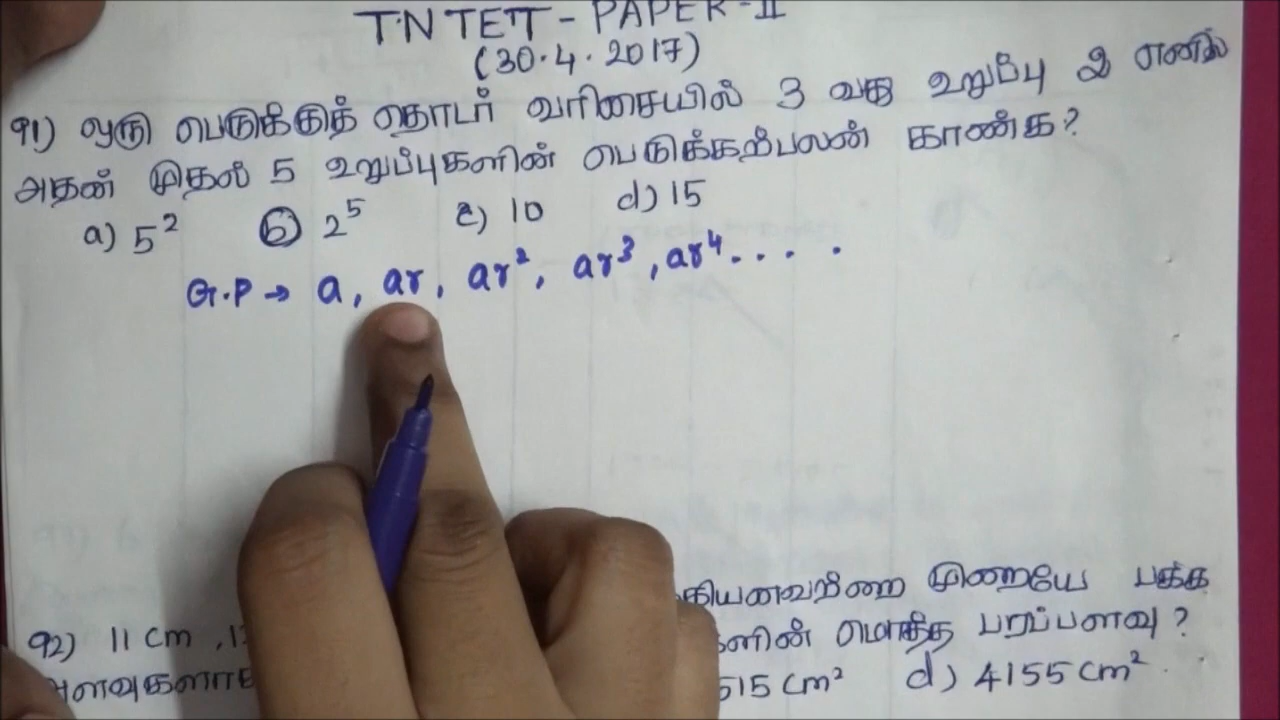 TNTET - PAPER - II
(30.4.2017)
91) ஒரு பெருக்குத் தொடர் வரிசையில் 3 வது உறுப்பு 2 எனில்
அதன் முதல் 5 உறுப்புகளின் பெருக்கற்பலன் காண்க?
a) 5² b) 2⁵ c) 10 d) 15
G.P → a, ar, ar², ar³, ar⁴. . . .
முறையே பக்க
92) 11 cm ,1
மொத்த பரப்பளவு ?
515 cm² d) 4155 cm²